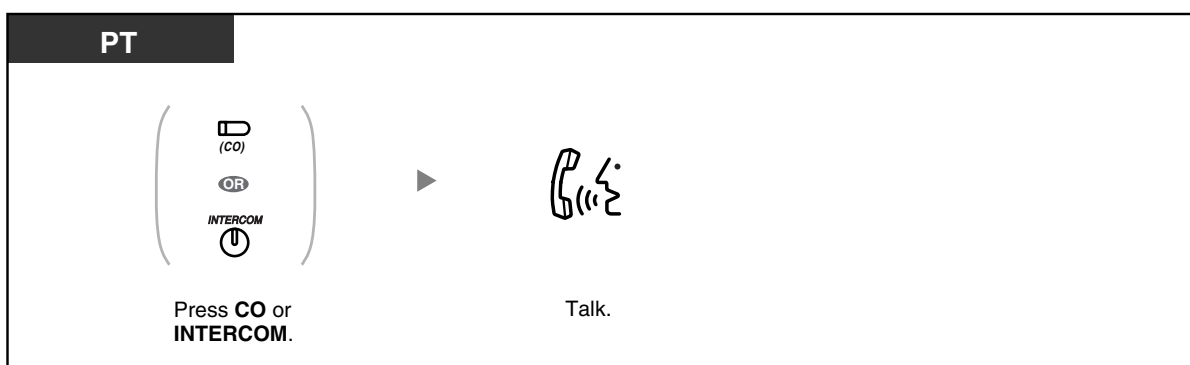 PT
(CO)
OR
INTERCOM
Press CO or
INTERCOM.
Talk.